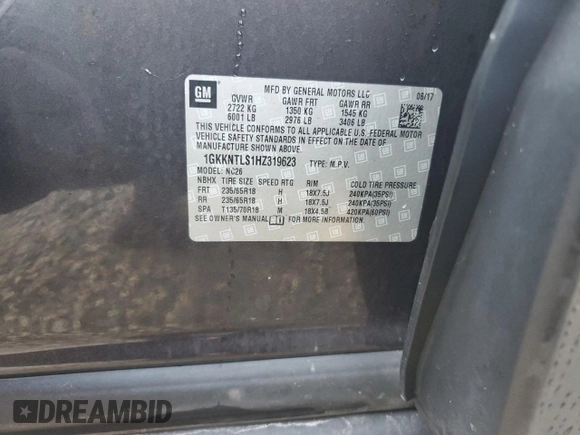 GM
MFD BY GENERAL MOTORS LLC 08/17
GVWR GAWR FRT GAWR RR
2722 KG 1350 KG 1545 KG
6001 LB 2976 LB 3406 LB
THIS VEHICLE CONFORMS TO ALL APPLICABLE U.S. FEDERAL MOTOR
VEHICLE SAFETY STANDARDS IN EFFECT ON THE DATE OF
MANUFACTURE SHOWN ABOVE.
1GKKNTLS1HZ319623 TYPE: M.P.V.
MODEL: NC26
NBHX TIRE SIZE SPEED RTG RIM COLD TIRE PRESSURE
FRT 235/65R18 H 18X7.5J 240KPA(35PSI)
RR 235/65R18 H 18X7.5J 240KPA(35PSI)
SPA T135/70R18 M 18X4.5B 420KPA(60PSI)
SEE OWNER'S MANUAL FOR MORE INFORMATION.
DREAMBID